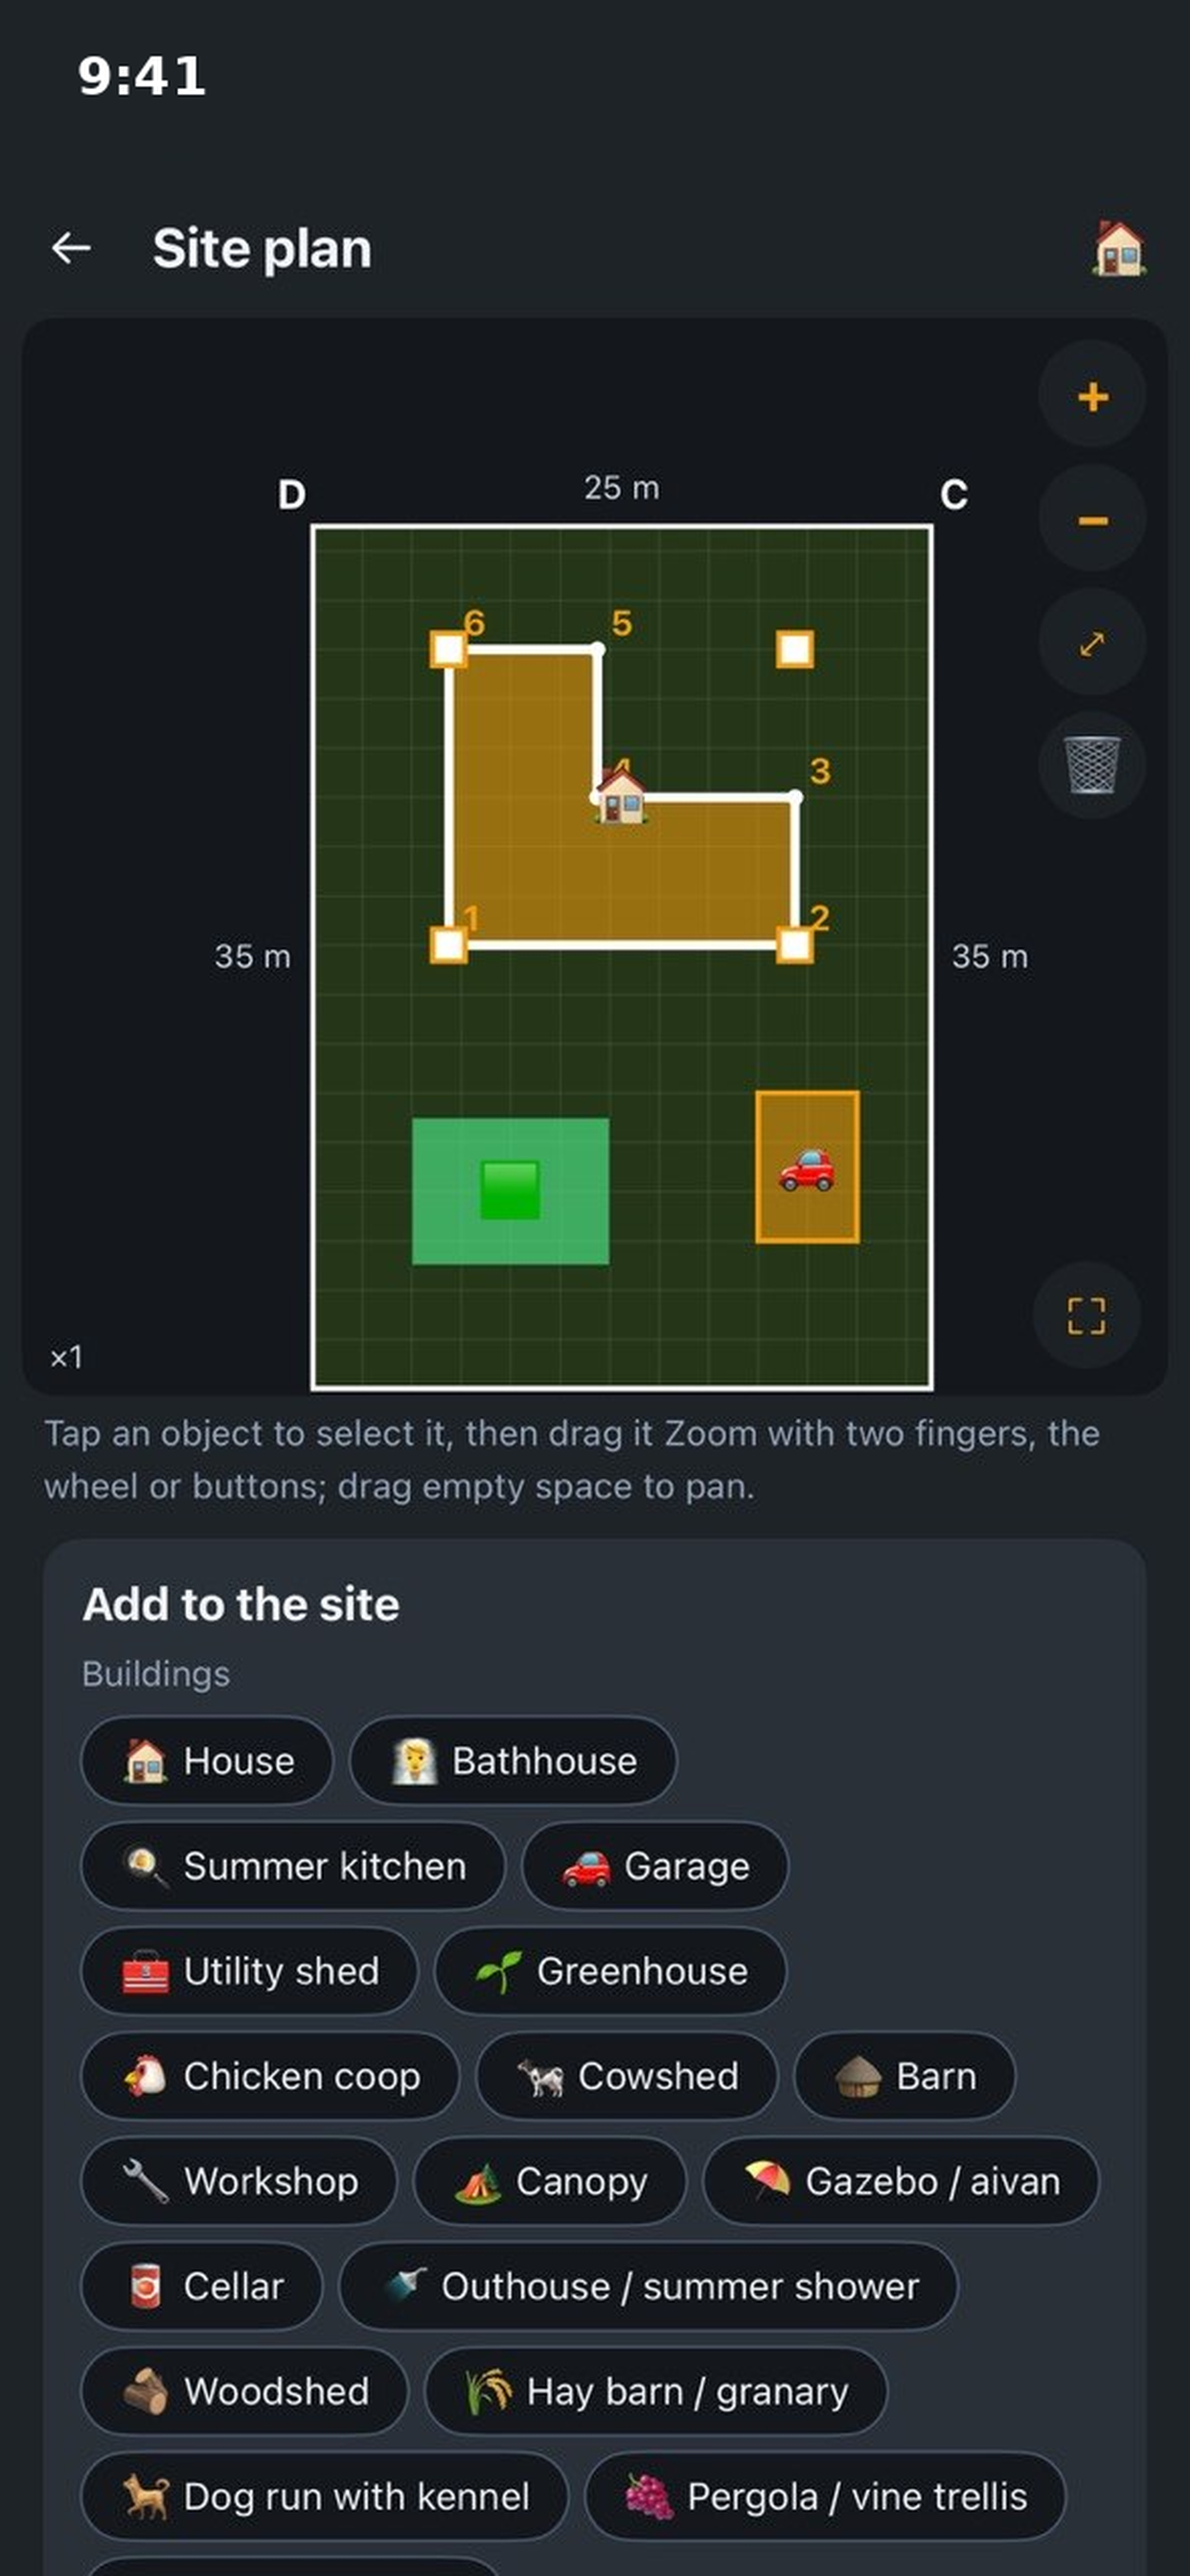 9:41
Site plan
D 25 m C
6 5
4 3
1 2
35 m 35 m
×1
Tap an object to select it, then drag it Zoom with two fingers, the
wheel or buttons; drag empty space to pan.
Add to the site
Buildings
House Bathhouse
Summer kitchen Garage
Utility shed Greenhouse
Chicken coop Cowshed Barn
Workshop Canopy Gazebo / aivan
Cellar Outhouse / summer shower
Woodshed Hay barn / granary
Dog run with kennel Pergola / vine trellis